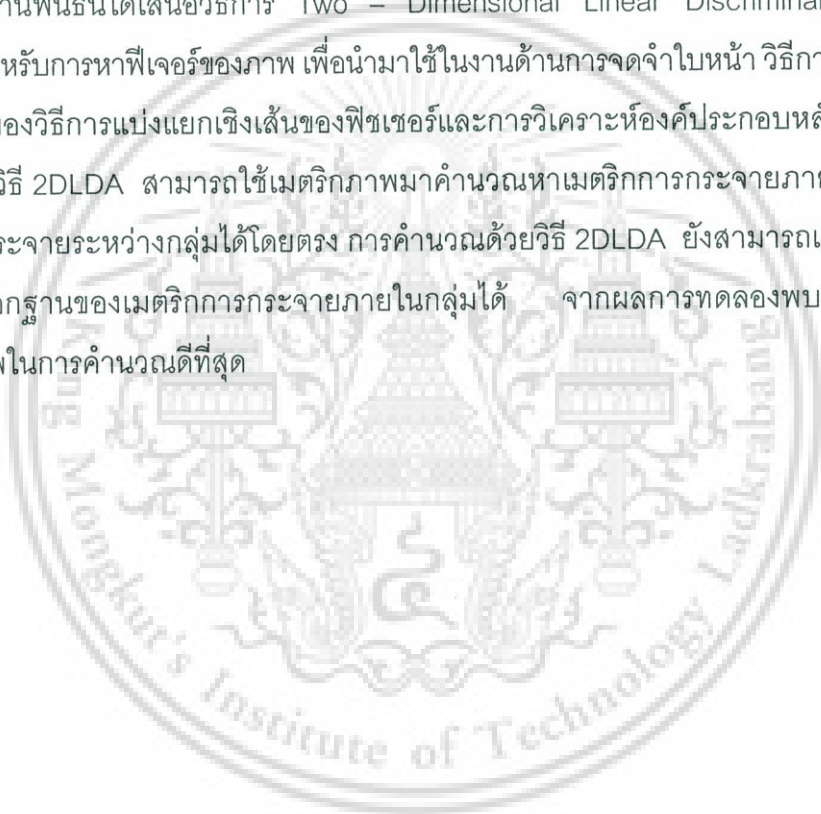 านพนธนเดเสนอวธการ Two – Dimensional Linear Discrimina
หรับการหาฟีเจอร์ของภาพ เพื่อนำมาใช้ในงานด้านการจดจำใบหน้า วิธีกา
ของวิธีการแบ่งแยกเชิงเส้นของฟิชเชอร์และการวิเคราะห์องค์ประกอบหลั
วิธี 2DLDA สามารถใช้เมตริกภาพมาคำนวณหาเมตริกการกระจายภาย
ระจายระหว่างกลุ่มได้โดยตรง การคำนวณด้วยวิธี 2DLDA ยังสามารถแ
กฐานของเมตริกการกระจายภายในกลุ่มได้ จากผลการทดลองพบ
พในการคำนวณดีที่สุด
Mongkut's Institute of Technology Ladkrabang